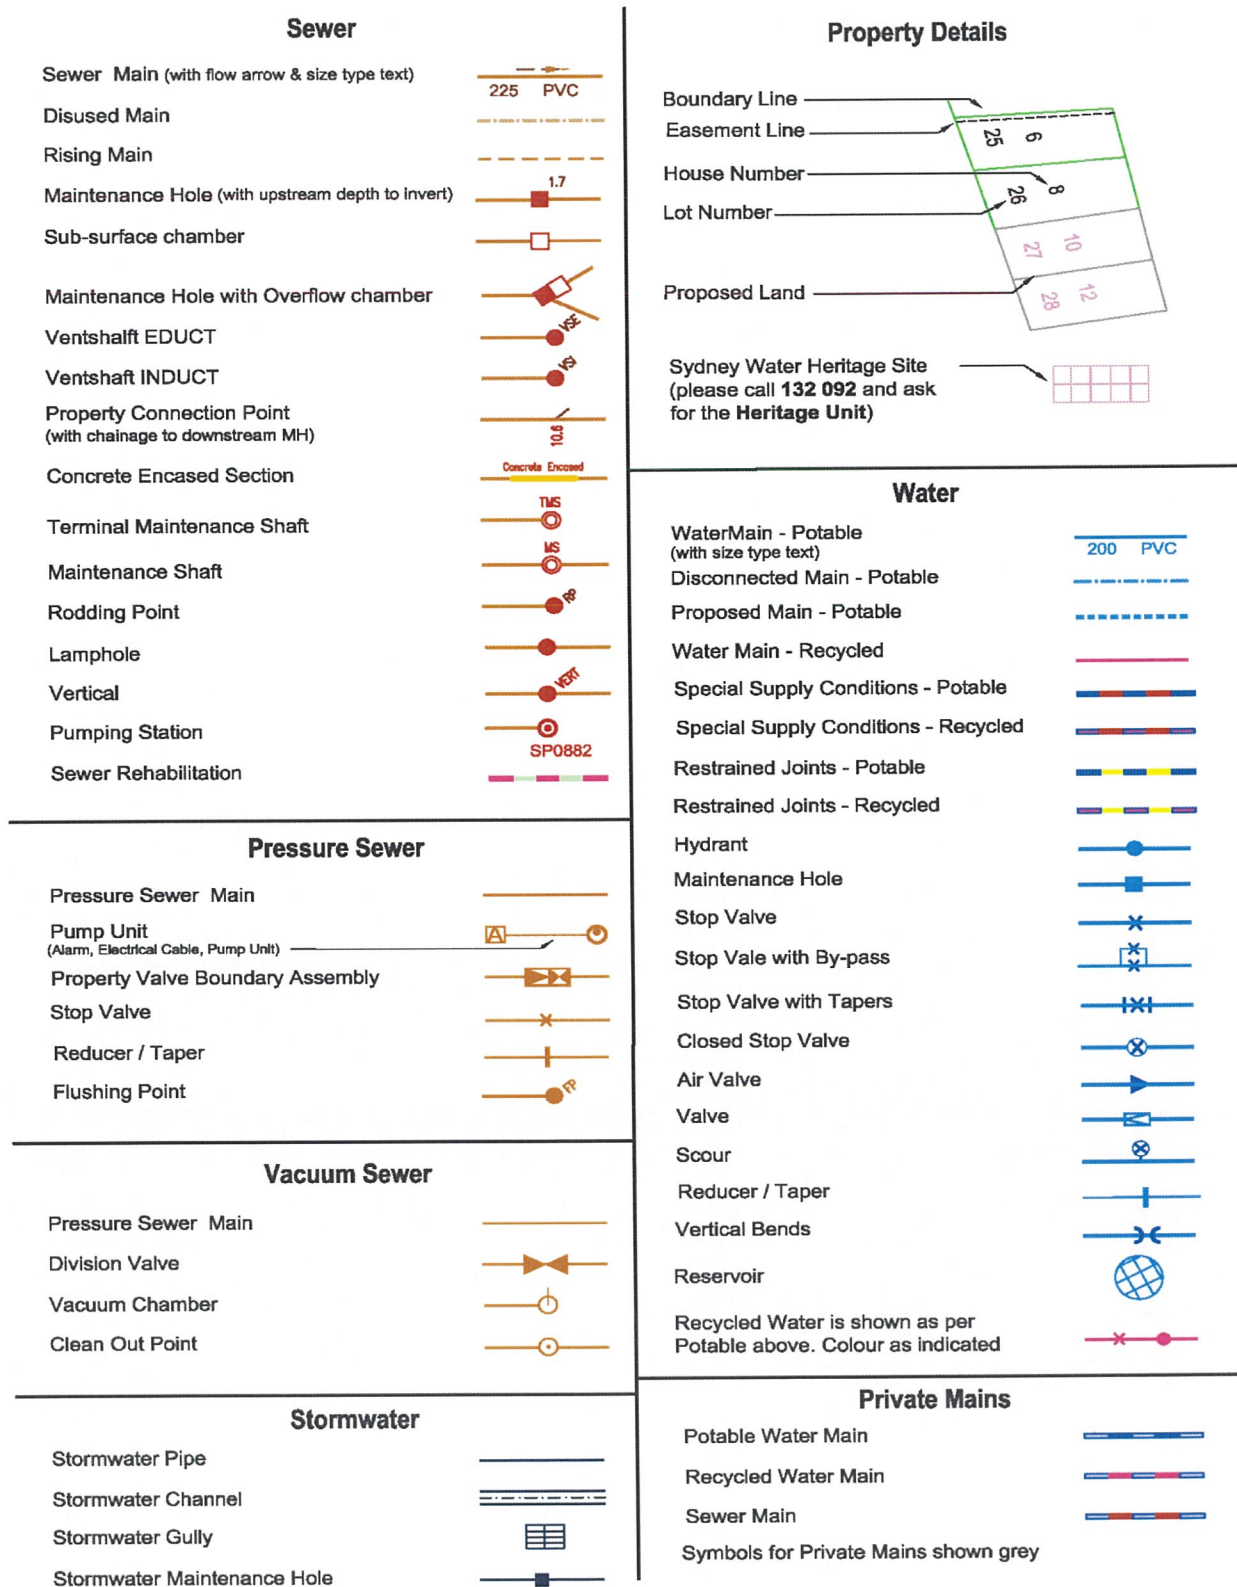 Sewer
Sewer Main (with flow arrow & size type text)
225 PVC
Disused Main
Rising Main
Maintenance Hole (with upstream depth to invert)
1.7
Sub-surface chamber
Maintenance Hole with Overflow chamber
Ventshalft EDUCT
VSE
Ventshaft INDUCT
VSI
Property Connection Point
(with chainage to downstream MH)
10.6
Concrete Encased Section
Concrete Encased
Terminal Maintenance Shaft
TMS
Maintenance Shaft
MS
Rodding Point
RP
Lamphole
Vertical
VERT
Pumping Station
SP0882
Sewer Rehabilitation
Pressure Sewer
Pressure Sewer Main
Pump Unit
(Alarm, Electrical Cable, Pump Unit)
A
Property Valve Boundary Assembly
Stop Valve
Reducer / Taper
Flushing Point
FP
Vacuum Sewer
Pressure Sewer Main
Division Valve
Vacuum Chamber
Clean Out Point
Stormwater
Stormwater Pipe
Stormwater Channel
Stormwater Gully
Stormwater Maintenance Hole
Property Details
Boundary Line
Easement Line
House Number
Lot Number
Proposed Land
25 6
26 8
27 10
28 12
Sydney Water Heritage Site
(please call 132 092 and ask
for the Heritage Unit)
Water
WaterMain - Potable
(with size type text)
200 PVC
Disconnected Main - Potable
Proposed Main - Potable
Water Main - Recycled
Special Supply Conditions - Potable
Special Supply Conditions - Recycled
Restrained Joints - Potable
Restrained Joints - Recycled
Hydrant
Maintenance Hole
Stop Valve
Stop Vale with By-pass
Stop Valve with Tapers
Closed Stop Valve
Air Valve
Valve
Scour
Reducer / Taper
Vertical Bends
Reservoir
Recycled Water is shown as per
Potable above. Colour as indicated
Private Mains
Potable Water Main
Recycled Water Main
Sewer Main
Symbols for Private Mains shown grey